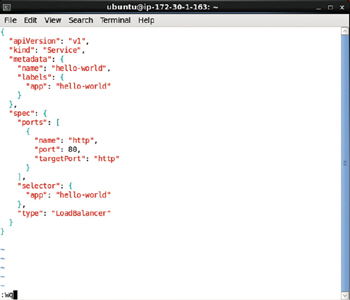 ubuntu@ip-172-30-1-163: ~
File Edit View Search Terminal Help
{
  "apiVersion": "v1",
  "kind": "Service",
  "metadata": {
    "name": "hello-world",
    "labels": {
      "app": "hello-world"
    }
  },
  "spec": {
    "ports": [
      {
        "name": "http",
        "port": 80,
        "targetPort": "http"
      }
    ],
    "selector": {
      "app": "hello-world"
    },
    "type": "LoadBalancer"
  }
}
~
~
~
~
:wq